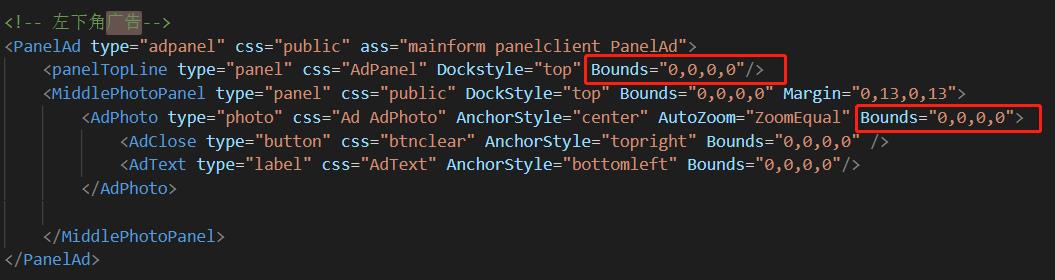 <!-- 左下角广告-->
<PanelAd type="adpanel" css="public" ass="mainform panelclient PanelAd">
<panelTopLine type="panel" css="AdPanel" Dockstyle="top" Bounds="0,0,0,0"/>
<MiddlePhotoPanel type="panel" css="public" DockStyle="top" Bounds="0,0,0,0" Margin="0,13,0,13">
<AdPhoto type="photo" css="Ad AdPhoto" AnchorStyle="center" AutoZoom="ZoomEqual" Bounds="0,0,0,0">
<AdClose type="button" css="btnclear" AnchorStyle="topright" Bounds="0,0,0,0" />
<AdText type="label" css="AdText" AnchorStyle="bottomleft" Bounds="0,0,0,0"/>
</AdPhoto>
</MiddlePhotoPanel>
</PanelAd>